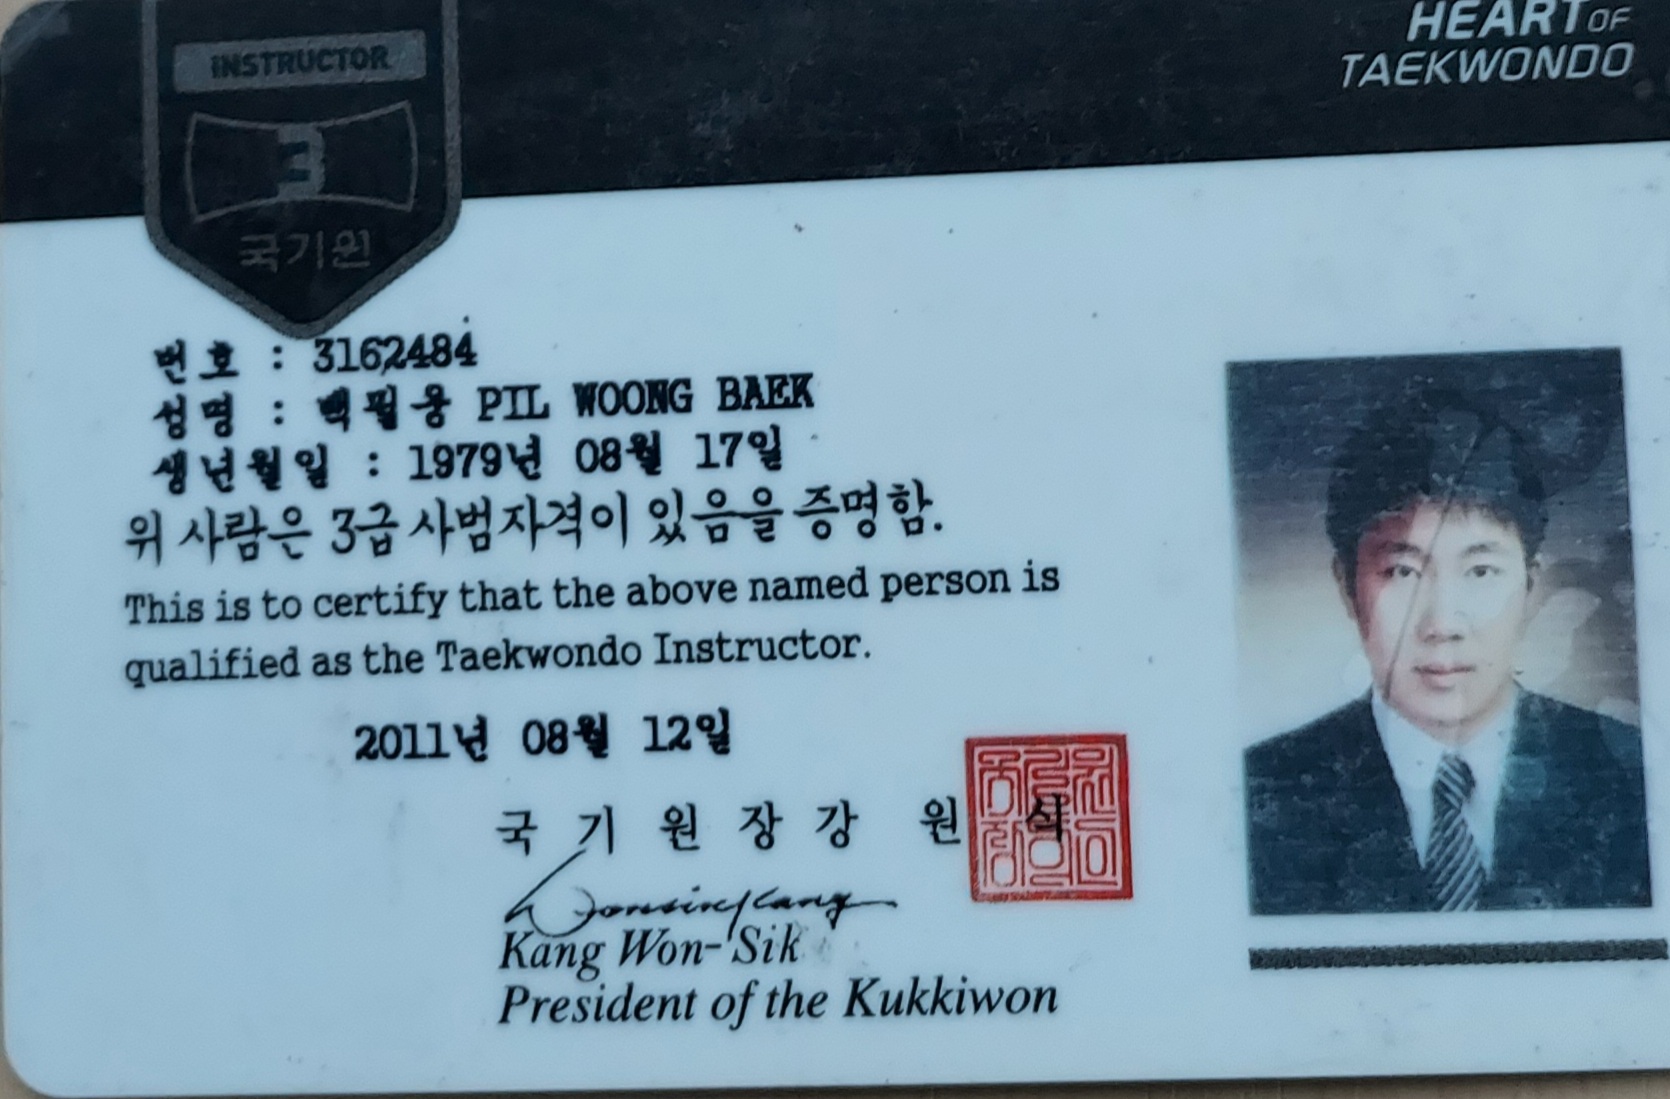 INSTRUCTOR
3
국기원
HEART OF
TAEKWONDO
번호 : 3162484
성명 : 백필웅 PIL WOONG BAEK
생년월일 : 1979년 08월 17일
위 사람은 3급 사범자격이 있음을 증명함.
This is to certify that the above named person is
qualified as the Taekwondo Instructor.
2011년 08월 12일
국 기 원 장 강 원 식
Kang Won-Sik
President of the Kukkiwon